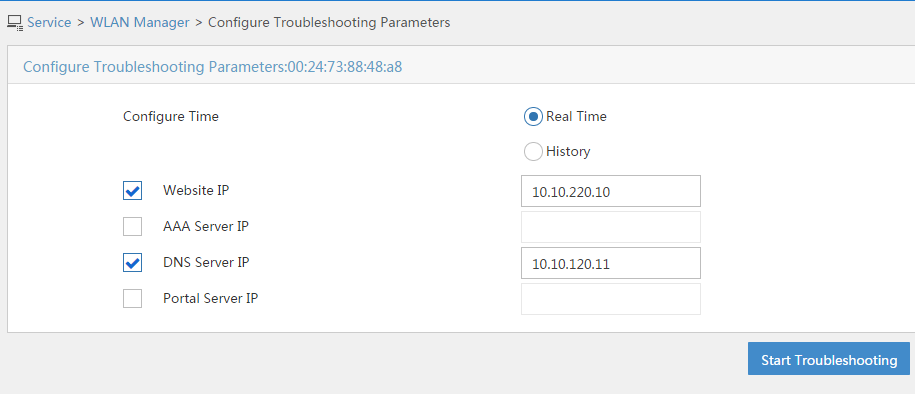 Service > WLAN Manager > Configure Troubleshooting Parameters
Configure Troubleshooting Parameters:00:24:73:88:48:a8
Configure Time
Real Time
History
Website IP
10.10.220.10
AAA Server IP
DNS Server IP
10.10.120.11
Portal Server IP
Start Troubleshooting